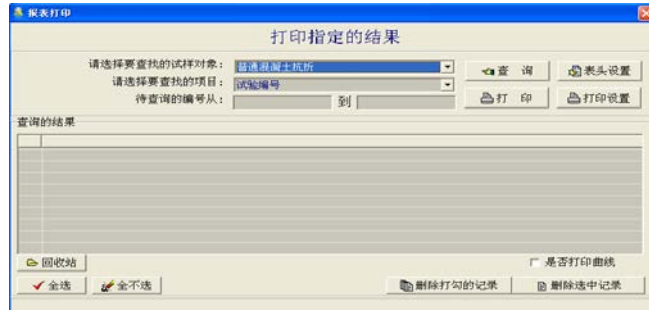 报表打印
打印指定的结果
请选择要查找的试样对象： 普通混凝土抗折 查 询 表头设置
请选择要查找的项目： 试验编号
待查询的编号从： 到 打 印 打印设置
查询的结果
回收站 是否打印曲线
全选 全不选 删除打勾的记录 删除选中记录